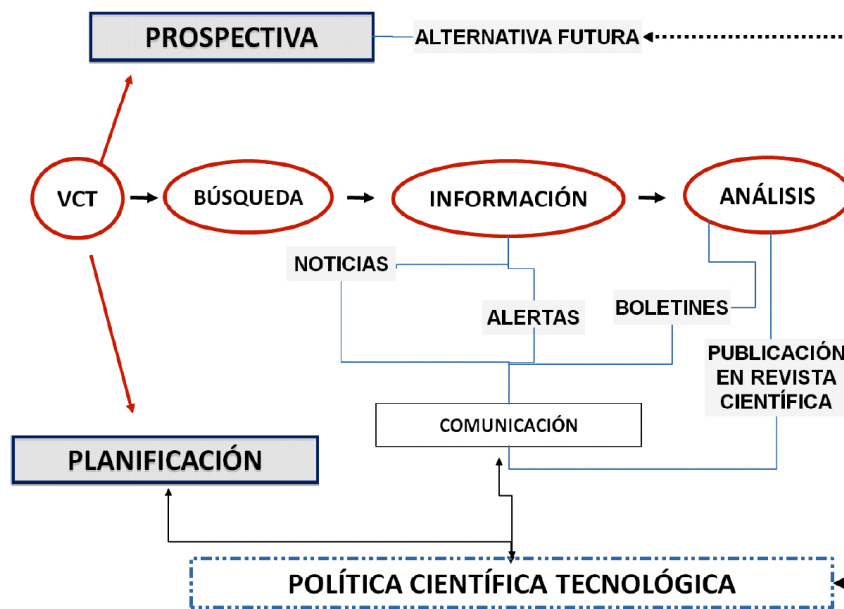 PROSPECTIVA
ALTERNATIVA FUTURA
VCT
BÚSQUEDA
INFORMACIÓN
ANÁLISIS
NOTICIAS
ALERTAS
BOLETINES
PUBLICACIÓN
EN REVISTA
CIENTÍFICA
COMUNICACIÓN
PLANIFICACIÓN
POLÍTICA CIENTÍFICA TECNOLÓGICA